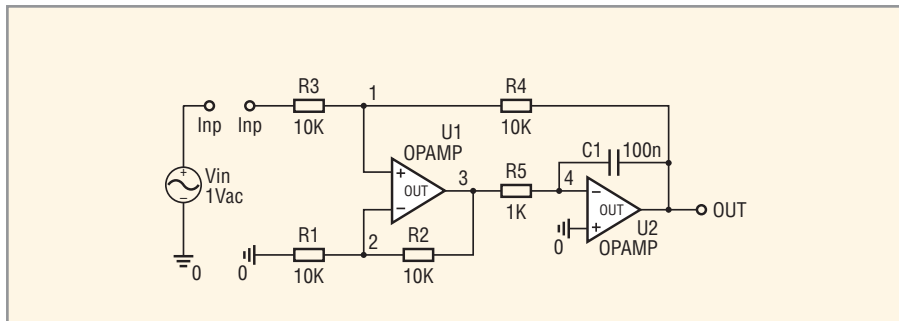 R3
1
R4
Inp
Inp
10K
10K
U1
OPAMP
C1
100n
Vin
1Vac
+
−
+
OUT
−
3
R5
4
1K
−
OUT
+
OUT
U2
OPAMP
0
0
0
R1
2
R2
10K
10K